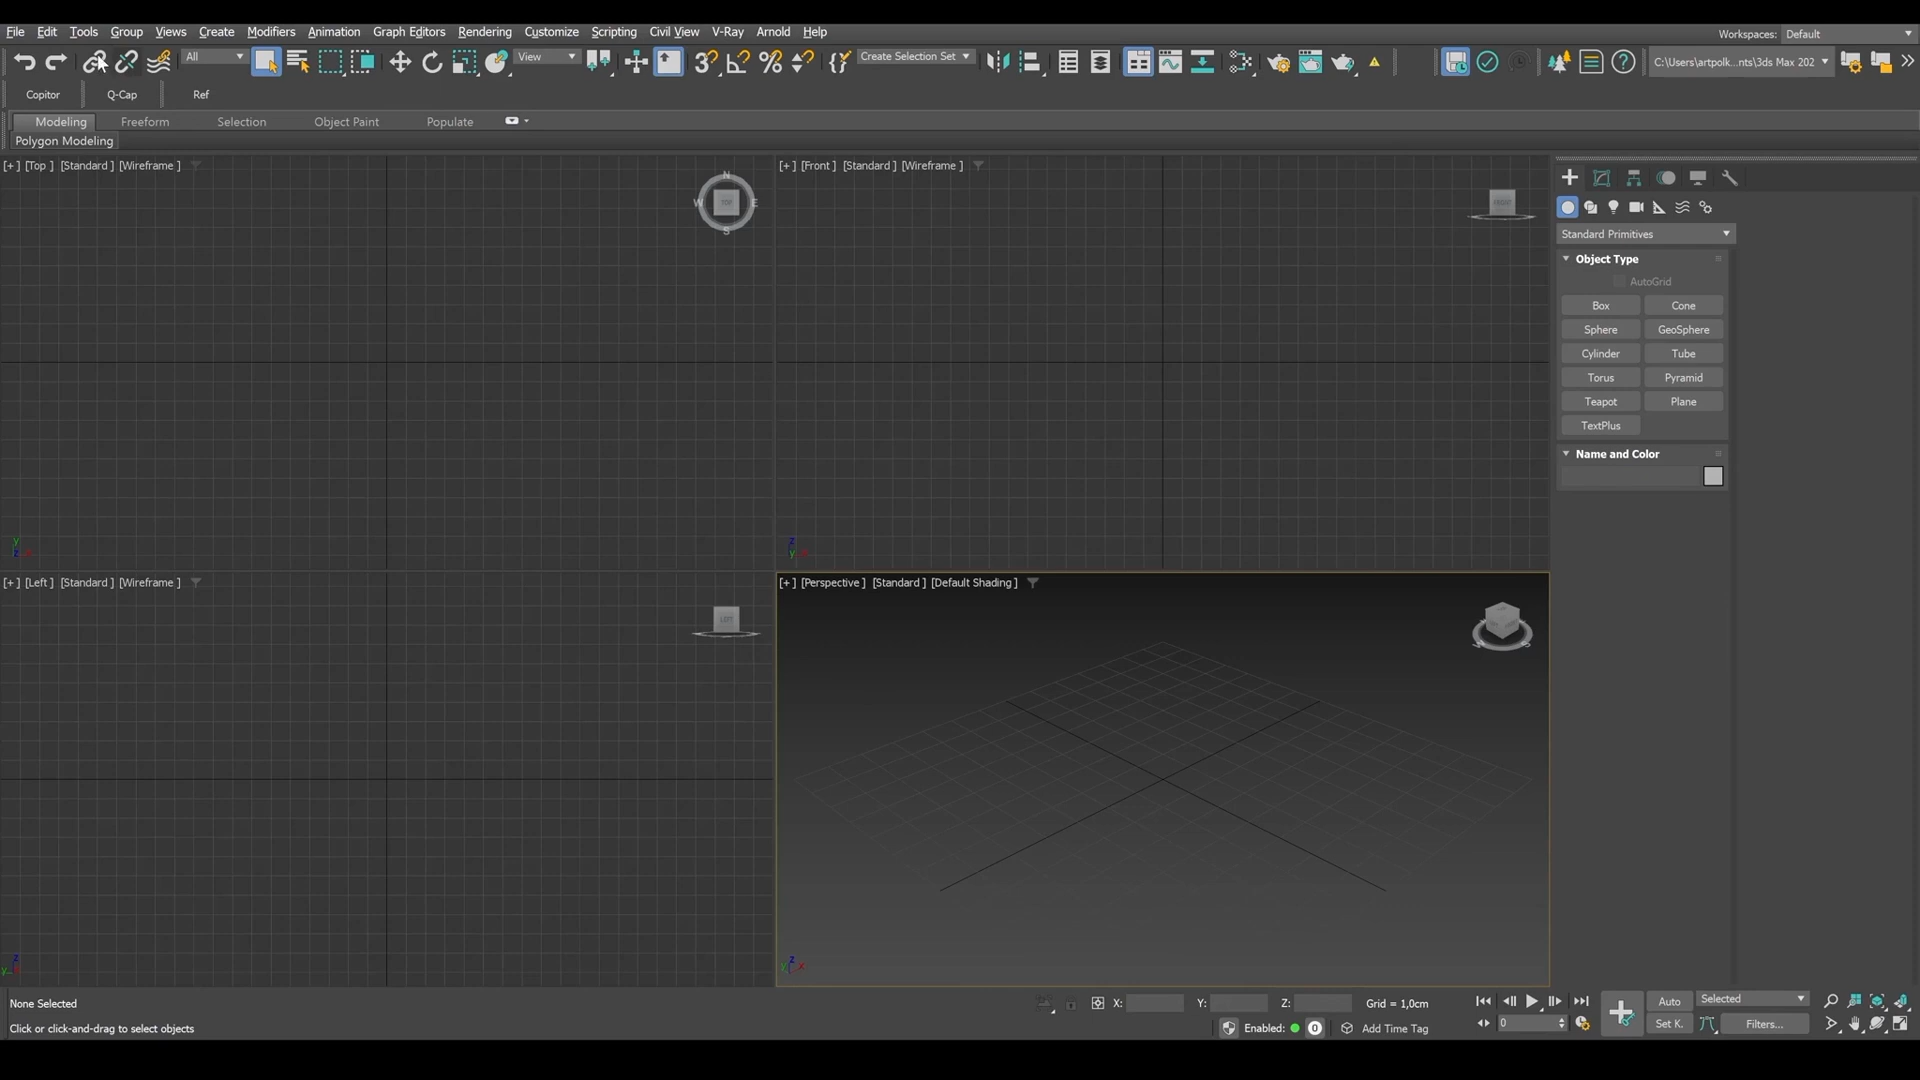 File Edit Tools Group Views Create Modifiers Animation Graph Editors Rendering Customize Civil View Scripting V-Ray Arnold Help
Workspaces: Default
All View 3 % Create Selection Set C:\Users\artpolk...nts\3ds Max 202
Copitor Q-Cap Ref
Modeling Freeform Selection Object Paint Populate
Polygon Modeling
[+] [Top] [Standard] [Wireframe]
N
W TOP E
S
y
[+] [Front] [Standard] [Wireframe]
FRONT
z
y
[+] [Left] [Standard] [Wireframe]
LEFT
z
y
[+] [Perspective] [Standard] [Default Shading]
z
x
Standard Primitives
Object Type
AutoGrid
Box Cone
Sphere GeoSphere
Cylinder Tube
Torus Pyramid
Teapot Plane
TextPlus
Name and Color
None Selected
X: Y: Z: Grid = 1,0cm
Auto Selected
Click or click-and-drag to select objects
Enabled: 0 Add Time Tag
0
Set K. Filters...